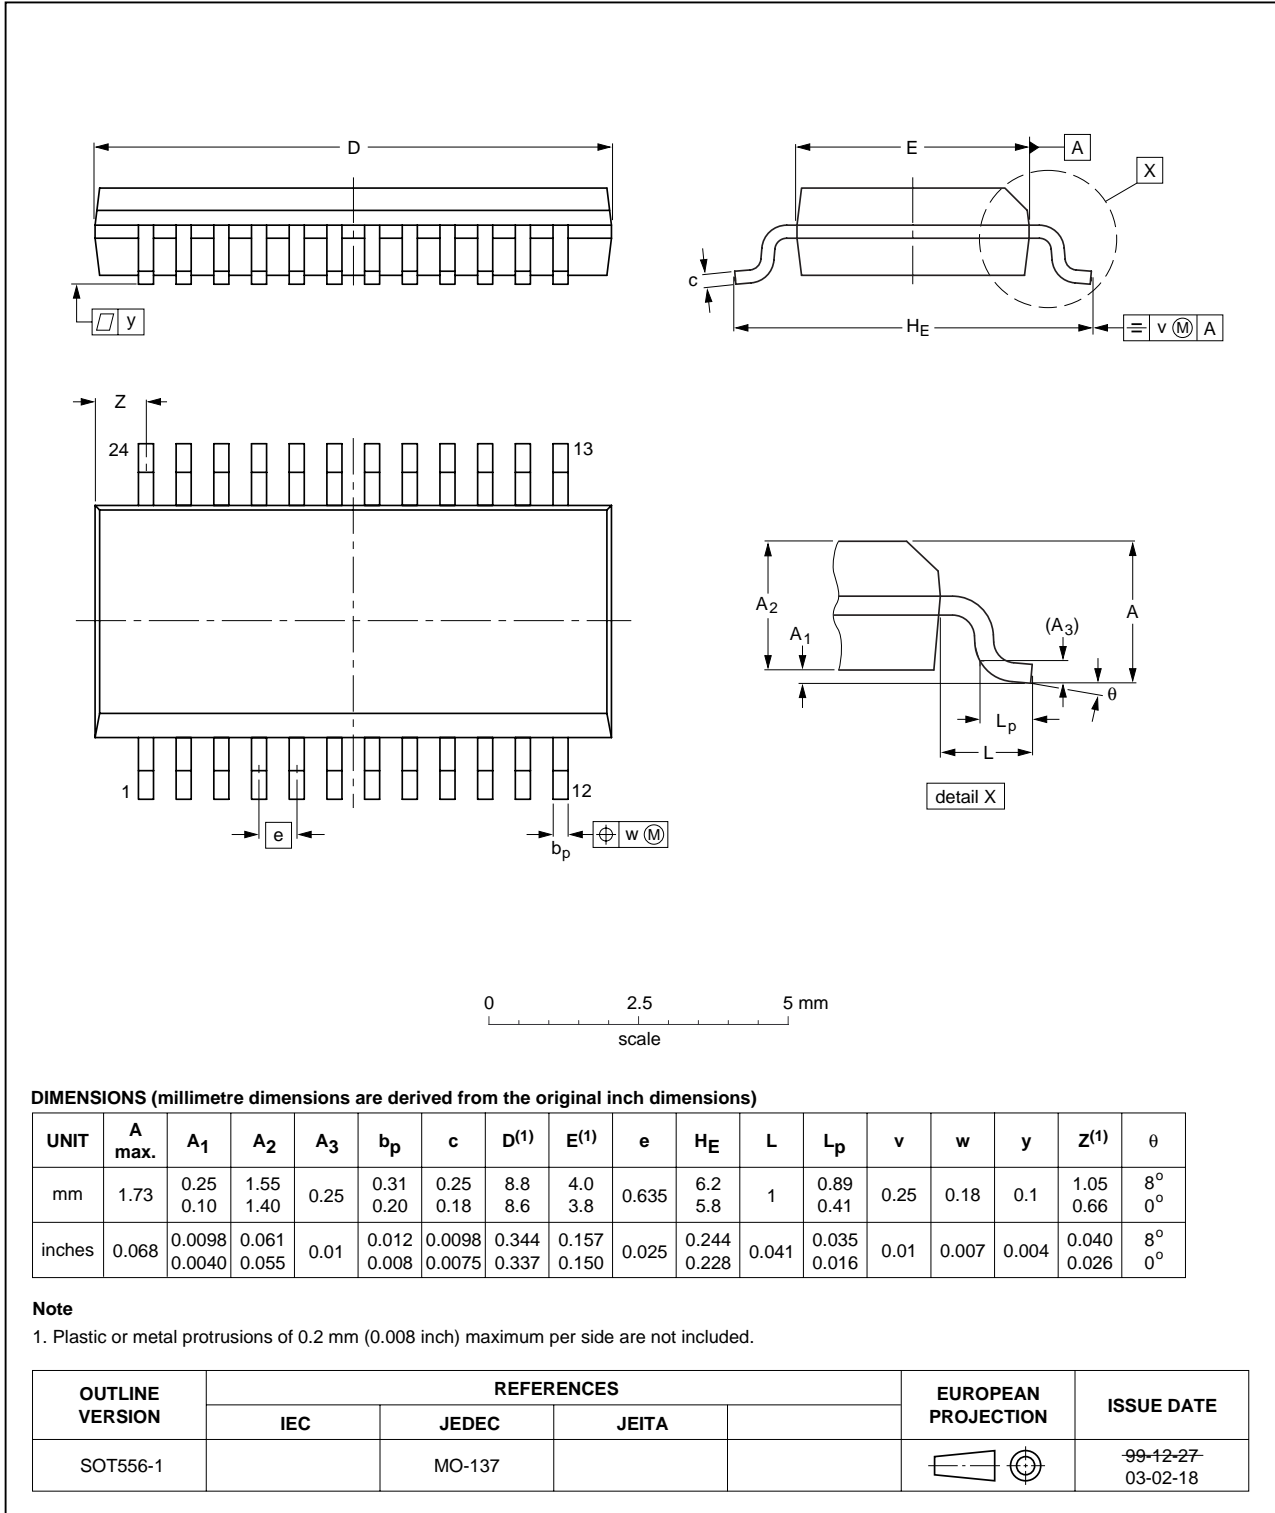 D
E
A
X
c
y
HE
v M A
Z
24
13
1
12
e
bp
w M
A2
A1
(A3)
A
θ
Lp
L
detail X
0 2.5 5 mm
scale
DIMENSIONS (millimetre dimensions are derived from the original inch dimensions)
UNIT A max. A1 A2 A3 bp c D(1) E(1) e HE L Lp v w y Z(1) θ
mm 1.73 0.25 0.10 1.55 1.40 0.25 0.31 0.20 0.25 0.18 8.8 8.6 4.0 3.8 0.635 6.2 5.8 1 0.89 0.41 0.25 0.18 0.1 1.05 0.66 8o 0o
inches 0.068 0.0098 0.0040 0.061 0.055 0.01 0.012 0.008 0.0098 0.0075 0.344 0.337 0.157 0.150 0.025 0.244 0.228 0.041 0.035 0.016 0.01 0.007 0.004 0.040 0.026 8o 0o
Note
1. Plastic or metal protrusions of 0.2 mm (0.008 inch) maximum per side are not included.
OUTLINE VERSION REFERENCES EUROPEAN PROJECTION ISSUE DATE
IEC JEDEC JEITA
SOT556-1 MO-137 99-12-27
03-02-18